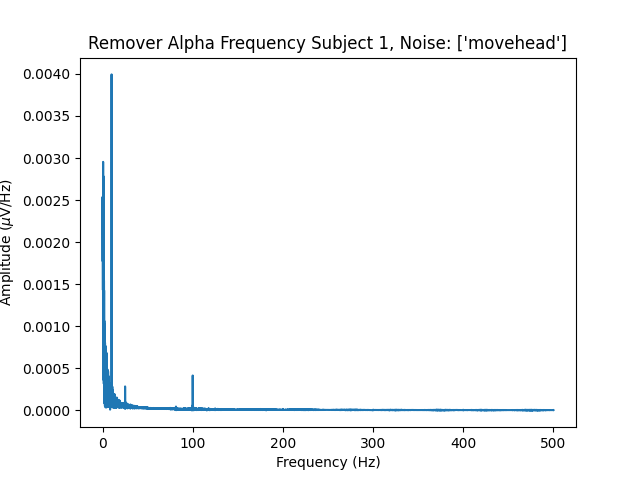 Remover Alpha Frequency Subject 1, Noise: ['movehead']
Amplitude (μV/Hz)
0.0040
0.0035
0.0030
0.0025
0.0020
0.0015
0.0010
0.0005
0.0000
0 100 200 300 400 500
Frequency (Hz)